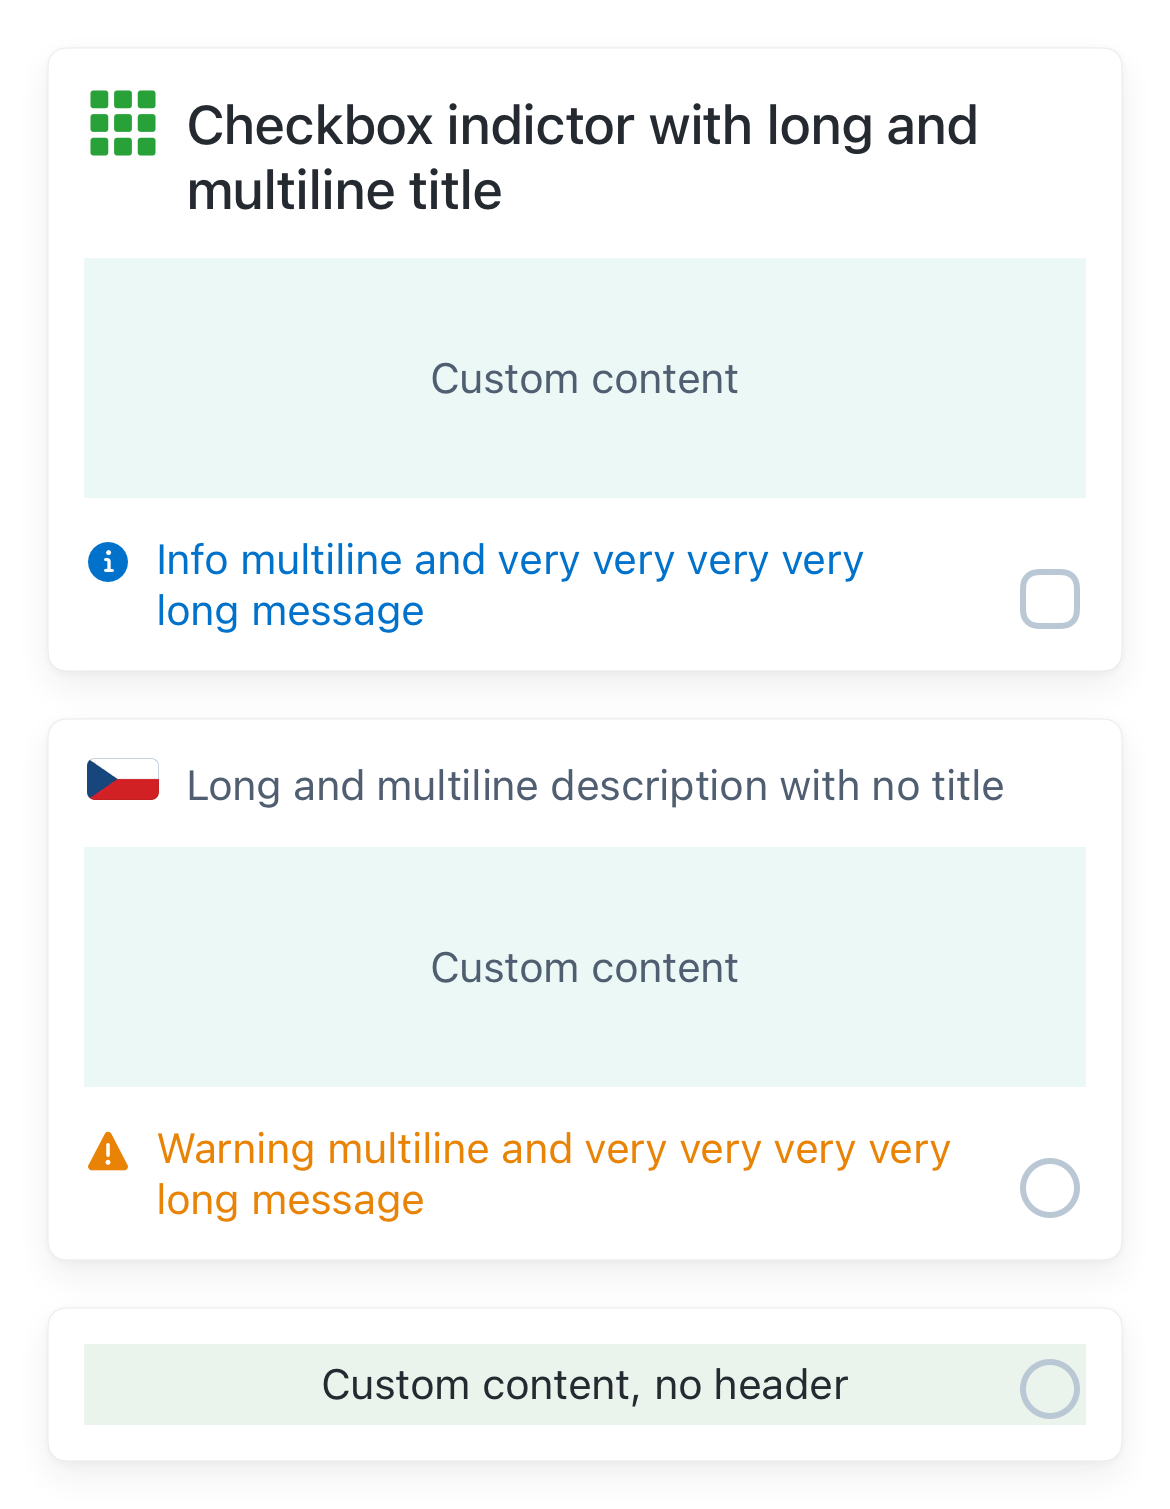 Checkbox indictor with long and
multiline title
Custom content
Info multiline and very very very very
long message
Long and multiline description with no title
Custom content
Warning multiline and very very very very
long message
Custom content, no header